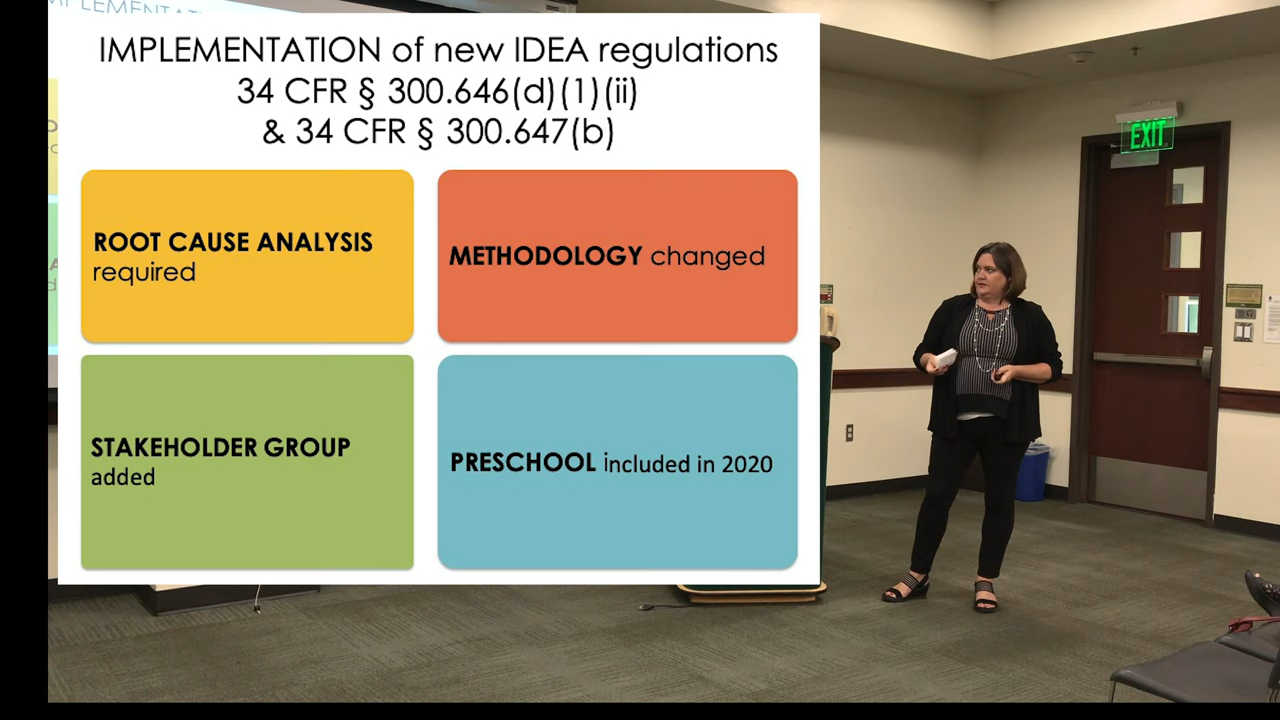 IMPLEMENTATION of new IDEA regulations
34 CFR § 300.646(d)(1)(ii)
& 34 CFR § 300.647(b)
ROOT CAUSE ANALYSIS
required
METHODOLOGY changed
STAKEHOLDER GROUP
added
PRESCHOOL included in 2020
EXIT